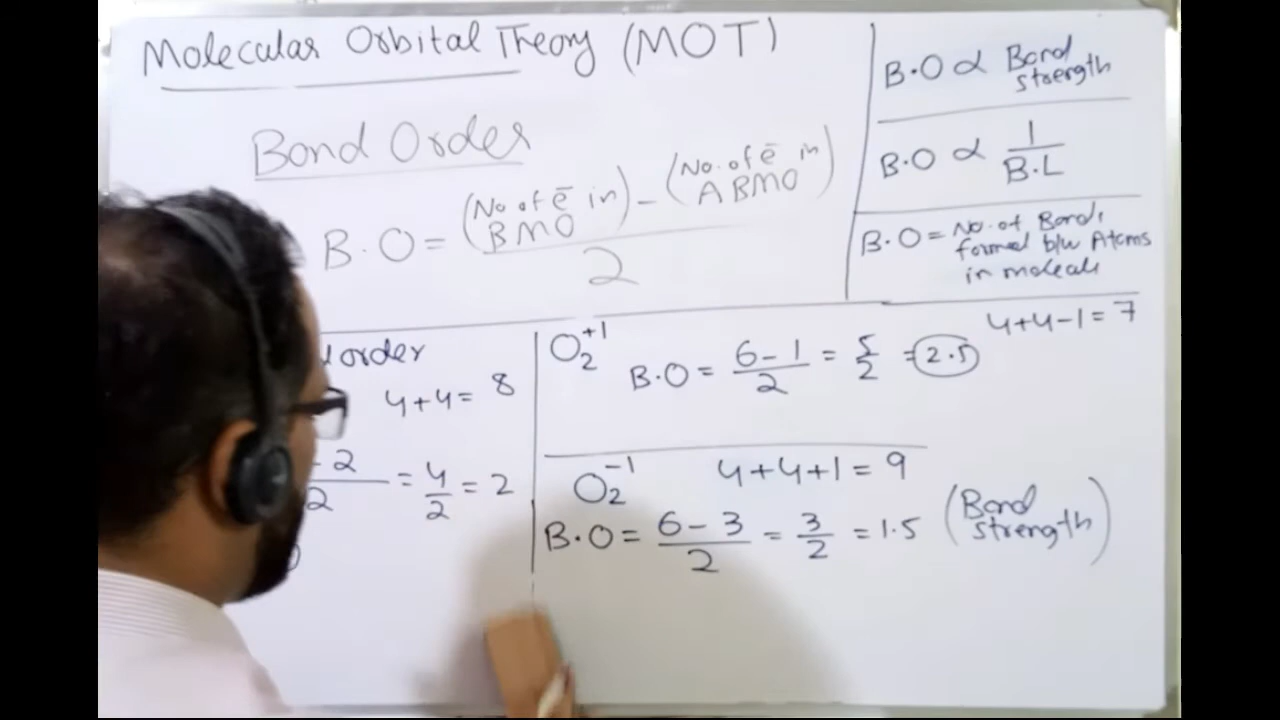 Molecular Orbital Theory (MOT)
Bond Order
B.O = (No. of e̅ in BMO) - (No. of e̅ in ABMO) / 2
B.O ∝ Bond
strength
B.O ∝ 1/B.L
B.O = No. of Bonds
formed b/w Atoms
in molecule
order
4+4= 8
- 2 / 2 = 4/2 = 2
O₂⁺¹
4+4-1= 7
B.O = 6-1/2 = 5/2 = 2.5
O₂⁻¹ 4+4+1= 9
B.O = 6-3/2 = 3/2 = 1.5 (Bond
strength)